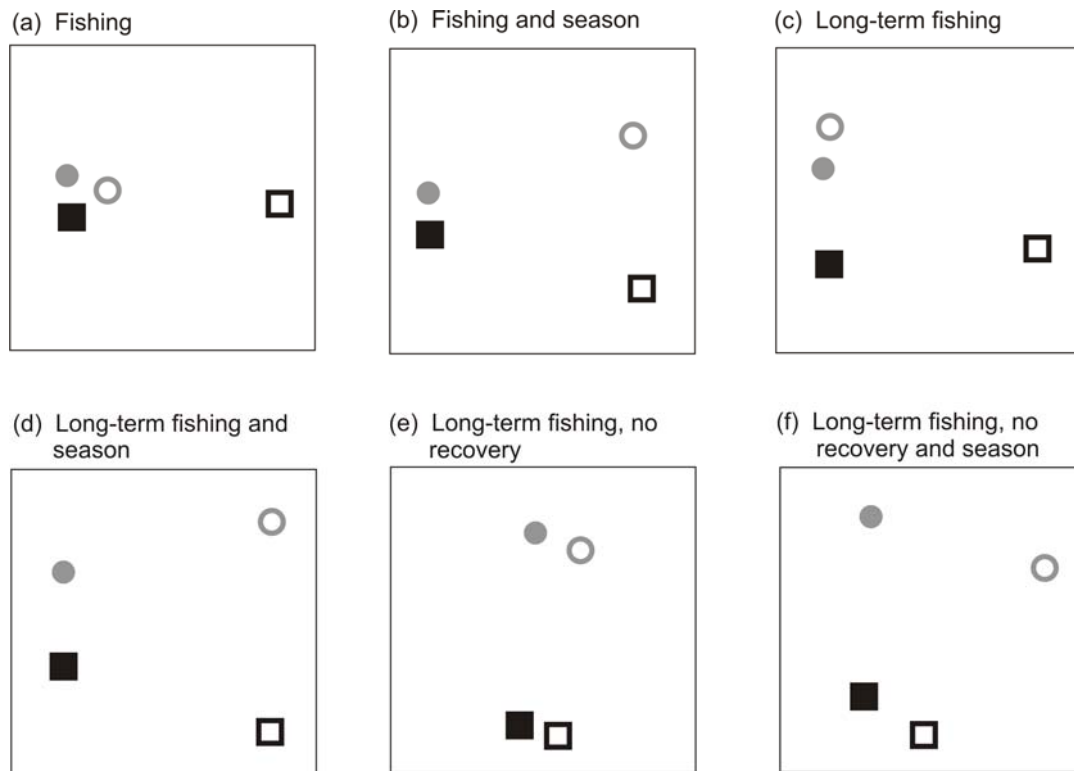 (a) Fishing
(b) Fishing and season
(c) Long-term fishing
(d) Long-term fishing and
season
(e) Long-term fishing, no
recovery
(f) Long-term fishing, no
recovery and season